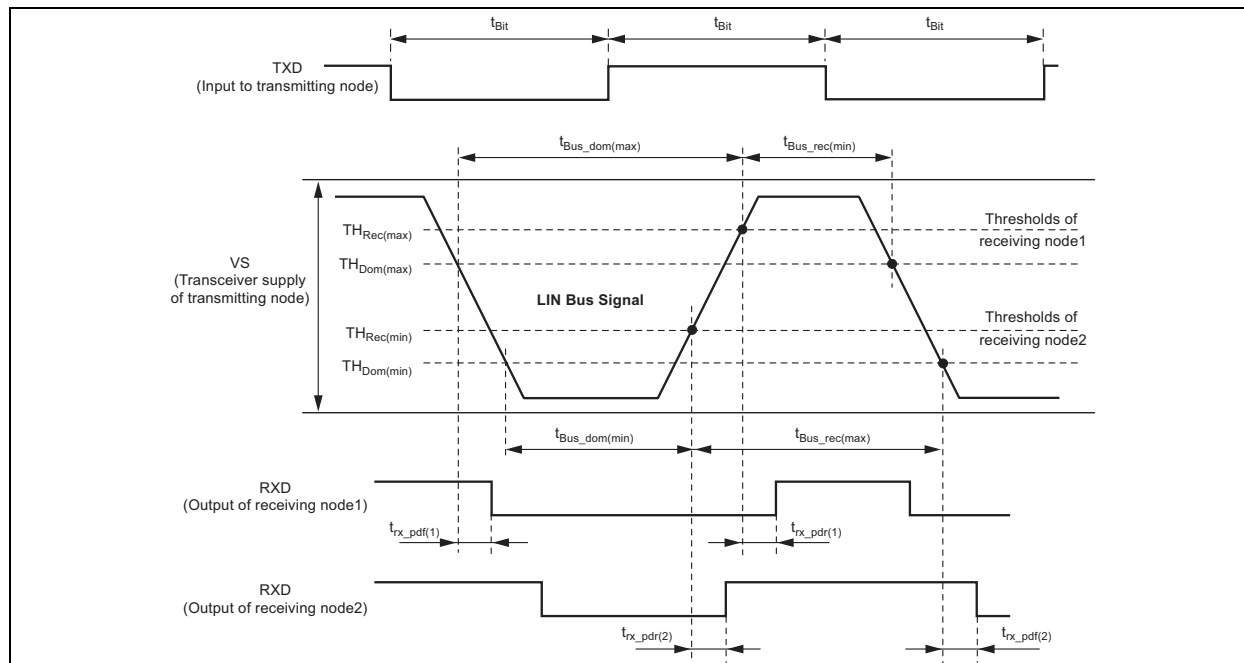 tBit
tBit
tBit
TXD
(Input to transmitting node)
tBus_dom(max)
tBus_rec(min)
THRec(max)
Thresholds of
receiving node1
THDom(max)
VS
(Transceiver supply
of transmitting node)
LIN Bus Signal
THRec(min)
Thresholds of
receiving node2
THDom(min)
tBus_dom(min)
tBus_rec(max)
RXD
(Output of receiving node1)
trx_pdf(1)
trx_pdr(1)
RXD
(Output of receiving node2)
trx_pdr(2)
trx_pdf(2)